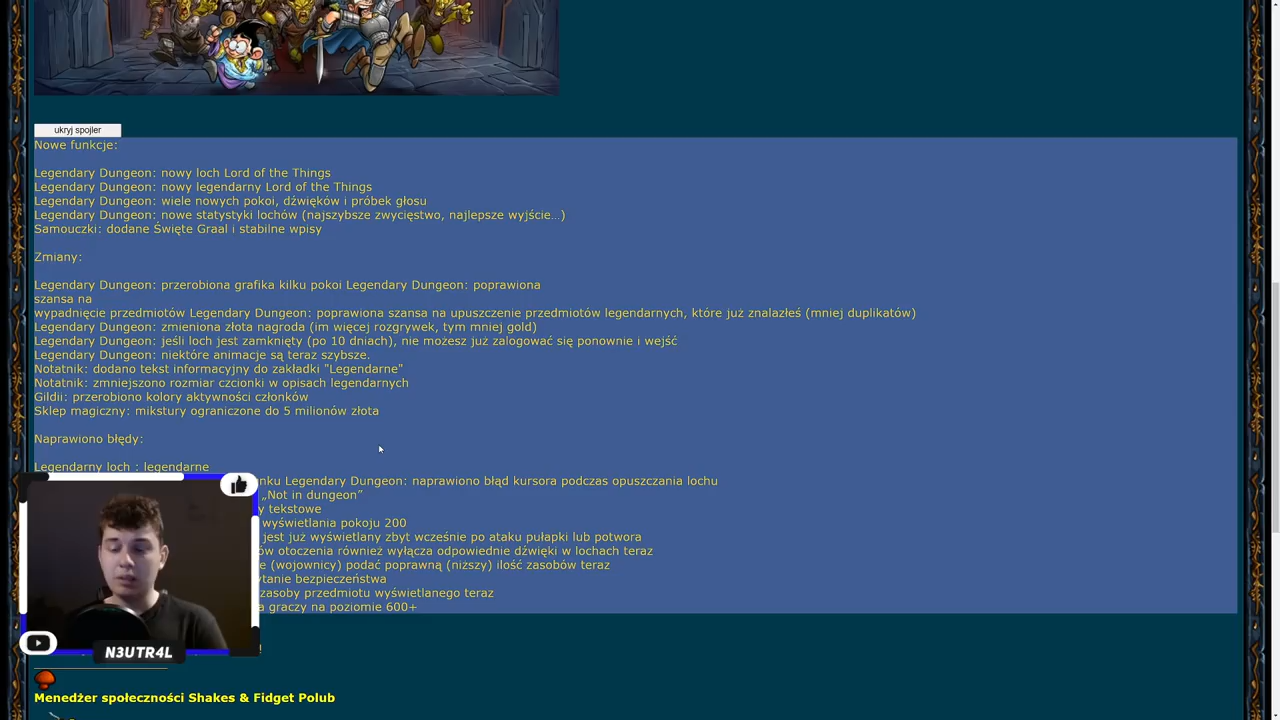 ukryj spojler
Nowe funkcje:
Legendary Dungeon: nowy loch Lord of the Things
Legendary Dungeon: nowy legendarny Lord of the Things
Legendary Dungeon: wiele nowych pokoi, dźwięków i próbek głosu
Legendary Dungeon: nowe statystyki lochów (najszybsze zwycięstwo, najlepsze wyjście...)
Samouczki: dodane Święte Graal i stabilne wpisy
Zmiany:
Legendary Dungeon: przerobiona grafika kilku pokoi Legendary Dungeon: poprawiona
szansa na
wypadnięcie przedmiotów Legendary Dungeon: poprawiona szansa na upuszczenie przedmiotów legendarnych, które już znalazłeś (mniej duplikatów)
Legendary Dungeon: zmieniona złota nagroda (im więcej rozgrywek, tym mniej gold)
Legendary Dungeon: jeśli loch jest zamknięty (po 10 dniach), nie możesz już zalogować się ponownie i wejść
Legendary Dungeon: niektóre animacje są teraz szybsze.
Notatnik: dodano tekst informacyjny do zakładki "Legendarne"
Notatnik: zmniejszono rozmiar czcionki w opisach legendarnych
Gildii: przerobiono kolory aktywności członków
Sklep magiczny: mikstury ograniczone do 5 milionów złota
Naprawiono błędy:
Legendarny loch : legendarne
nku Legendary Dungeon: naprawiono błąd kursora podczas opuszczania lochu
„Not in dungeon”
y tekstowe
wyświetlania pokoju 200
jest już wyświetlany zbyt wcześnie po ataku pułapki lub potwora
ów otoczenia również wyłącza odpowiednie dźwięki w lochach teraz
e (wojownicy) podać poprawną (niższy) ilość zasobów teraz
ytanie bezpieczeństwa
zasoby przedmiotu wyświetlanego teraz
a graczy na poziomie 600+
N3UTR4L
Menedżer społeczności Shakes & Fidget Polub